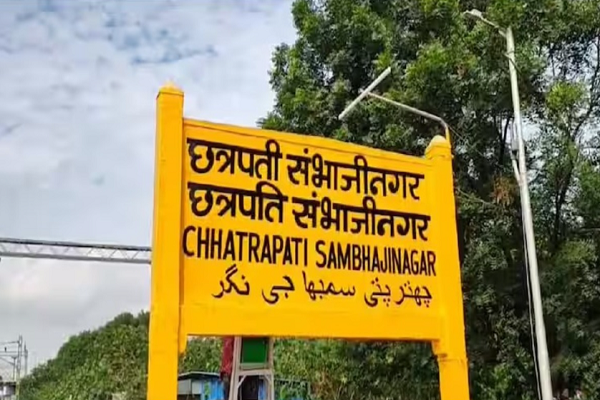 छत्रपती संभाजीनगर
छत्रपति संभाजीनगर
CHHATRAPATI SAMBHAJINAGAR
چھترپتی سمبھا جی نگر